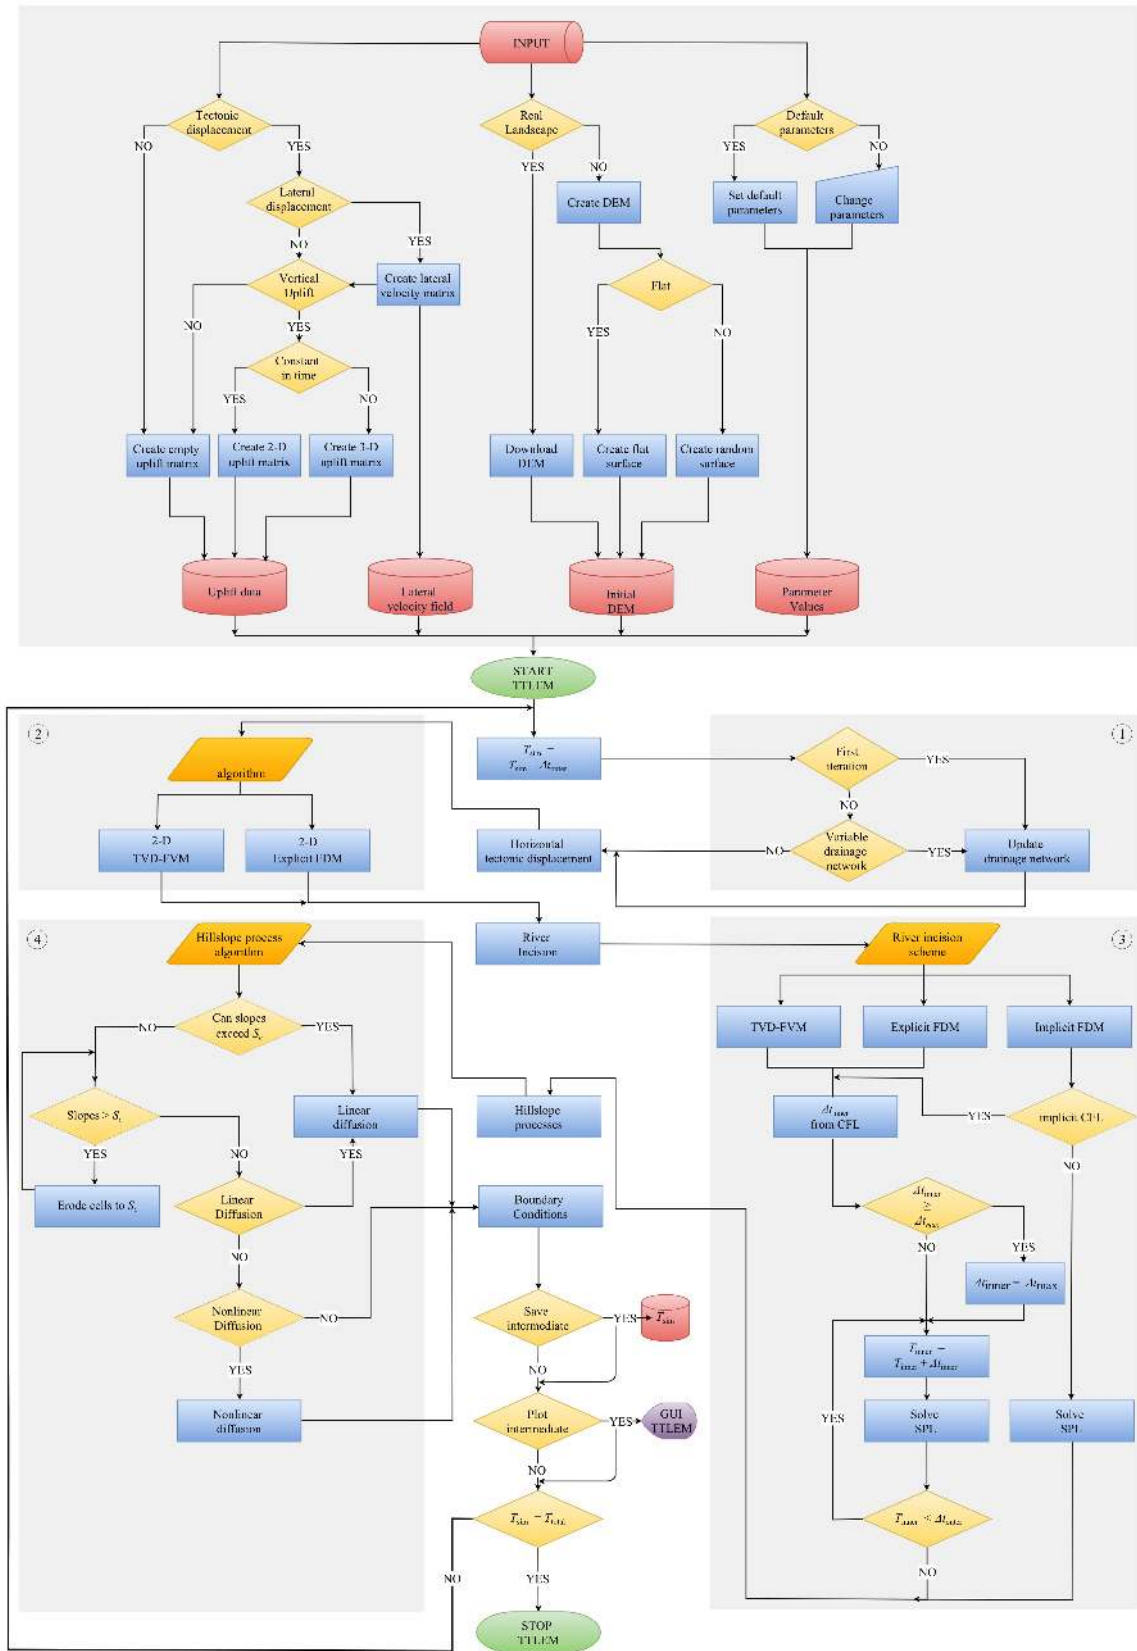 INPUT
Tectonic
displacement
Real
Landscape
Default
parameters
NO
YES
YES
NO
YES
NO
Lateral
displacement
Create DEM
Set default
parameters
Change
parameters
NO
YES
Vertical
Uplift
Create lateral
velocity matrix
Flat
NO
YES
YES
NO
Constant
in time
YES
NO
Create empty
uplift matrix
Create 2-D
uplift matrix
Create 3-D
uplift matrix
Download
DEM
Create flat
surface
Create random
surface
Uplift data
Lateral
velocity field
Initial
DEM
Parameter
Values
START
TTLEM
2
1
algorithm
First
iteration
YES
NO
2-D
TVD-FVM
2-D
Explicit FDM
Horizontal
tectonic displacement
NO
Variable
drainage
network
YES
Update
drainage network
4
Hillslope process
algorithm
River
Incision
River incision
scheme
3
NO
Can slopes
YES
TVD-FVM
Explicit FDM
Implicit FDM
Linear
diffusion
Hillslope
processes
from CFL
YES
implicit CFL
YES
NO
YES
NO
Linear
Diffusion
Boundary
Conditions
≥
NO
NO
YES
Nonlinear
Diffusion
NO
Save
intermediate
YES
YES
NO
Nonlinear
diffusion
Plot
intermediate
YES
GUI
TTLEM
YES
Solve
SPL
Solve
SPL
NO
NO
NO
YES
STOP
TTLEM